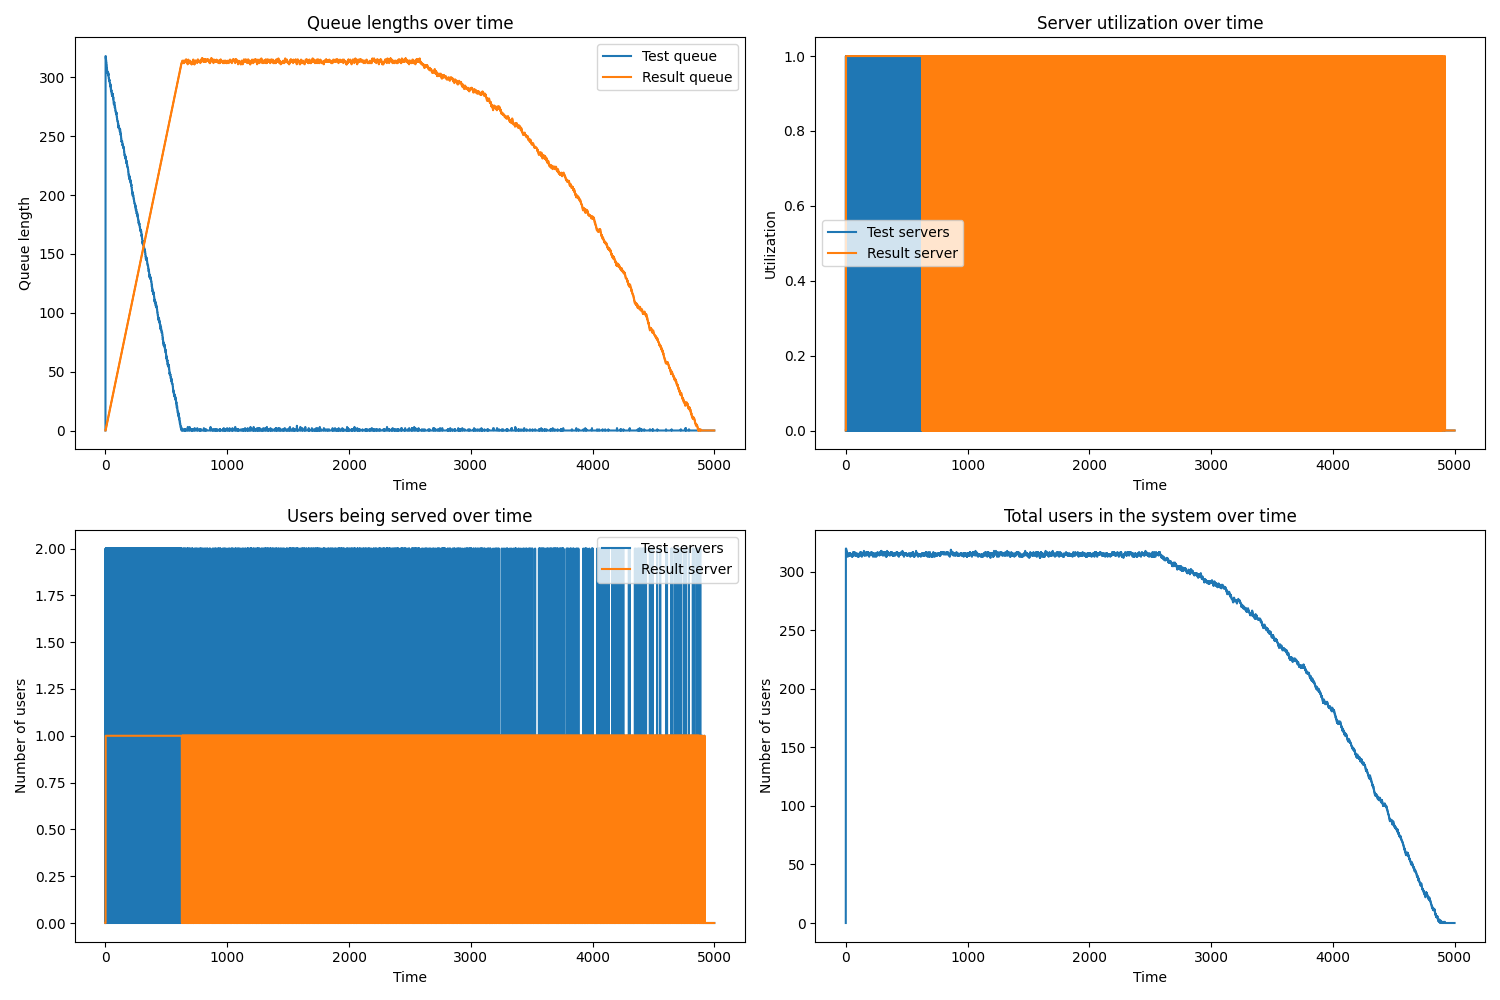 Queue lengths over time
Test queue
Result queue
Queue length
300
250
200
150
100
50
0
0 1000 2000 3000 4000 5000
Time
Server utilization over time
Test servers
Result server
Utilization
1.0
0.8
0.6
0.4
0.2
0.0
0 1000 2000 3000 4000 5000
Time
Users being served over time
Test servers
Result server
Number of users
2.00
1.75
1.50
1.25
1.00
0.75
0.50
0.25
0.00
0 1000 2000 3000 4000 5000
Time
Total users in the system over time
Number of users
300
250
200
150
100
50
0
0 1000 2000 3000 4000 5000
Time